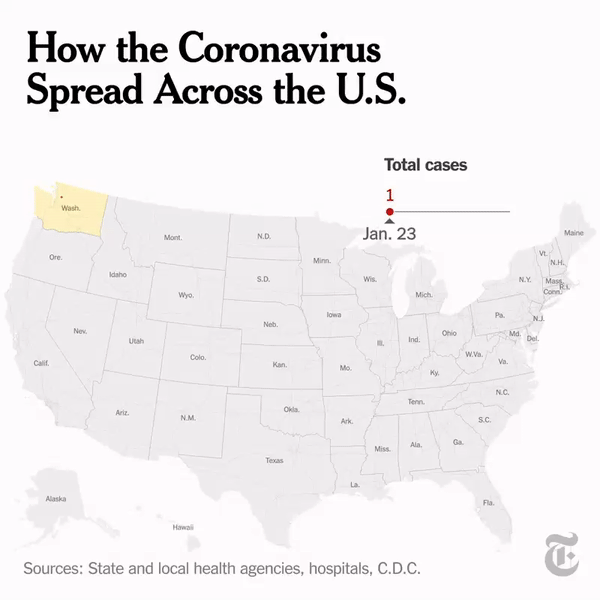 How the Coronavirus
Spread Across the U.S.
Total cases
1
Jan. 23
Wash.
Mont.
N.D.
Minn.
Maine
Vt.
N.H.
Ore.
Idaho
S.D.
Wis.
Mich.
N.Y.
Mass.
R.I.
Conn.
Wyo.
Iowa
Pa.
N.J.
Nev.
Utah
Colo.
Neb.
Ill.
Ind.
Ohio
Md.
Del.
W.Va.
Va.
Calif.
Kan.
Mo.
Ky.
N.C.
Tenn.
Ariz.
N.M.
Okla.
Ark.
S.C.
Miss.
Ala.
Ga.
Texas
La.
Fla.
Alaska
Hawaii
T
Sources: State and local health agencies, hospitals, C.D.C.